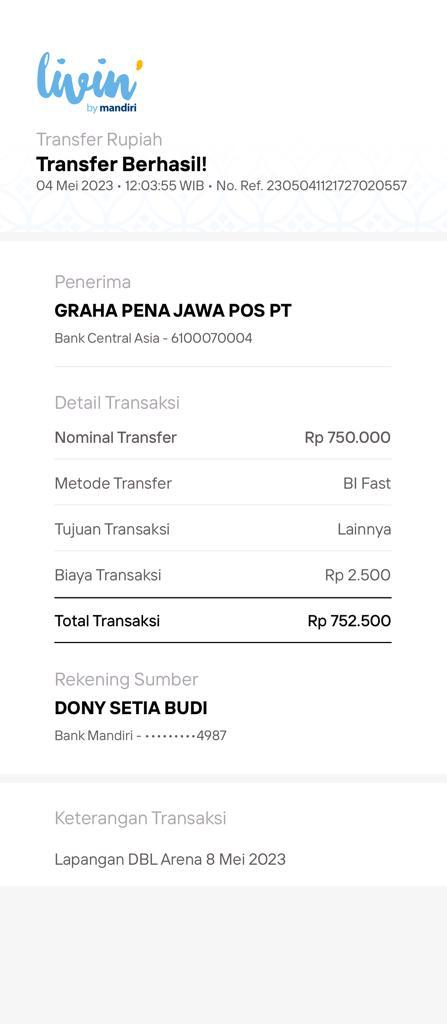 livin'
by mandiri
Transfer Rupiah
Transfer Berhasil!
04 Mei 2023 • 12:03:55 WIB • No. Ref. 2305041121727020557
Penerima
GRAHA PENA JAWA POS PT
Bank Central Asia - 6100070004
Detail Transaksi
Nominal Transfer Rp 750.000
Metode Transfer BI Fast
Tujuan Transaksi Lainnya
Biaya Transaksi Rp 2.500
Total Transaksi Rp 752.500
Rekening Sumber
DONY SETIA BUDI
Bank Mandiri - •••••••••4987
Keterangan Transaksi
Lapangan DBL Arena 8 Mei 2023